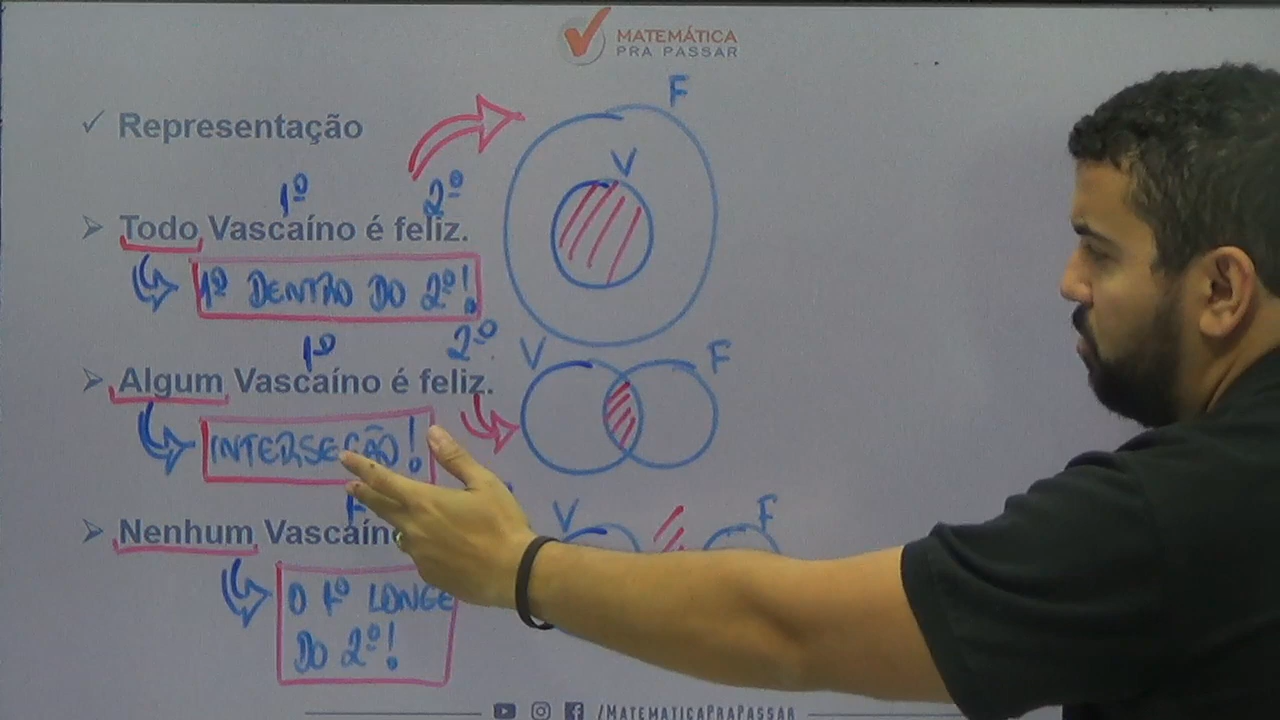 MATEMÁTICA
PRA PASSAR
F
✓ Representação
V
1º 2º
➢ Todo Vascaíno é feliz.
1º DENTRO DO 2º!
1º 2º
V F
➢ Algum Vascaíno é feliz.
INTERSEÇÃO!
V F
➢ Nenhum
O 1º LONGE
DO 2º!
/MATEMATICAPRAPASSAR